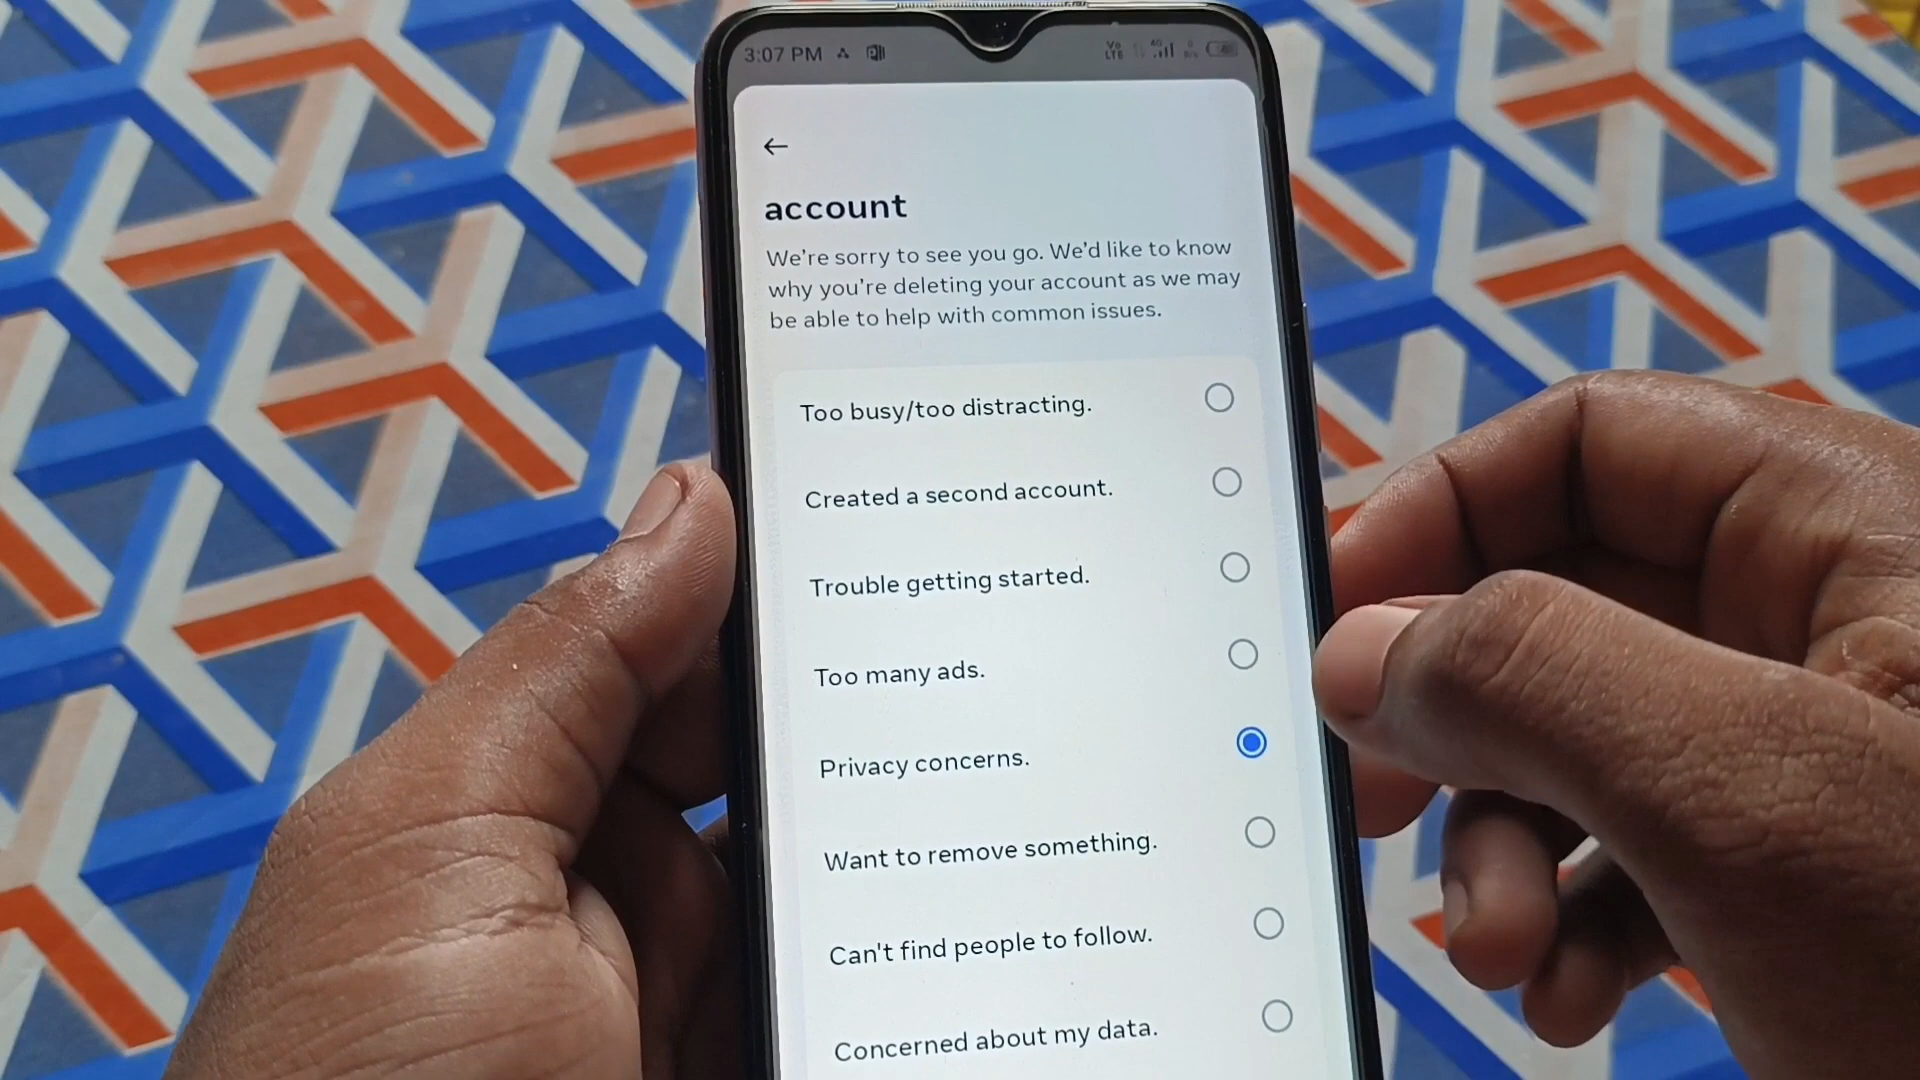 3:07 PM
Vo
LTE
4G
account
We're sorry to see you go. We'd like to know
why you're deleting your account as we may
be able to help with common issues.
Too busy/too distracting.
Created a second account.
Trouble getting started.
Too many ads.
Privacy concerns.
Want to remove something.
Can't find people to follow.
Concerned about my data.